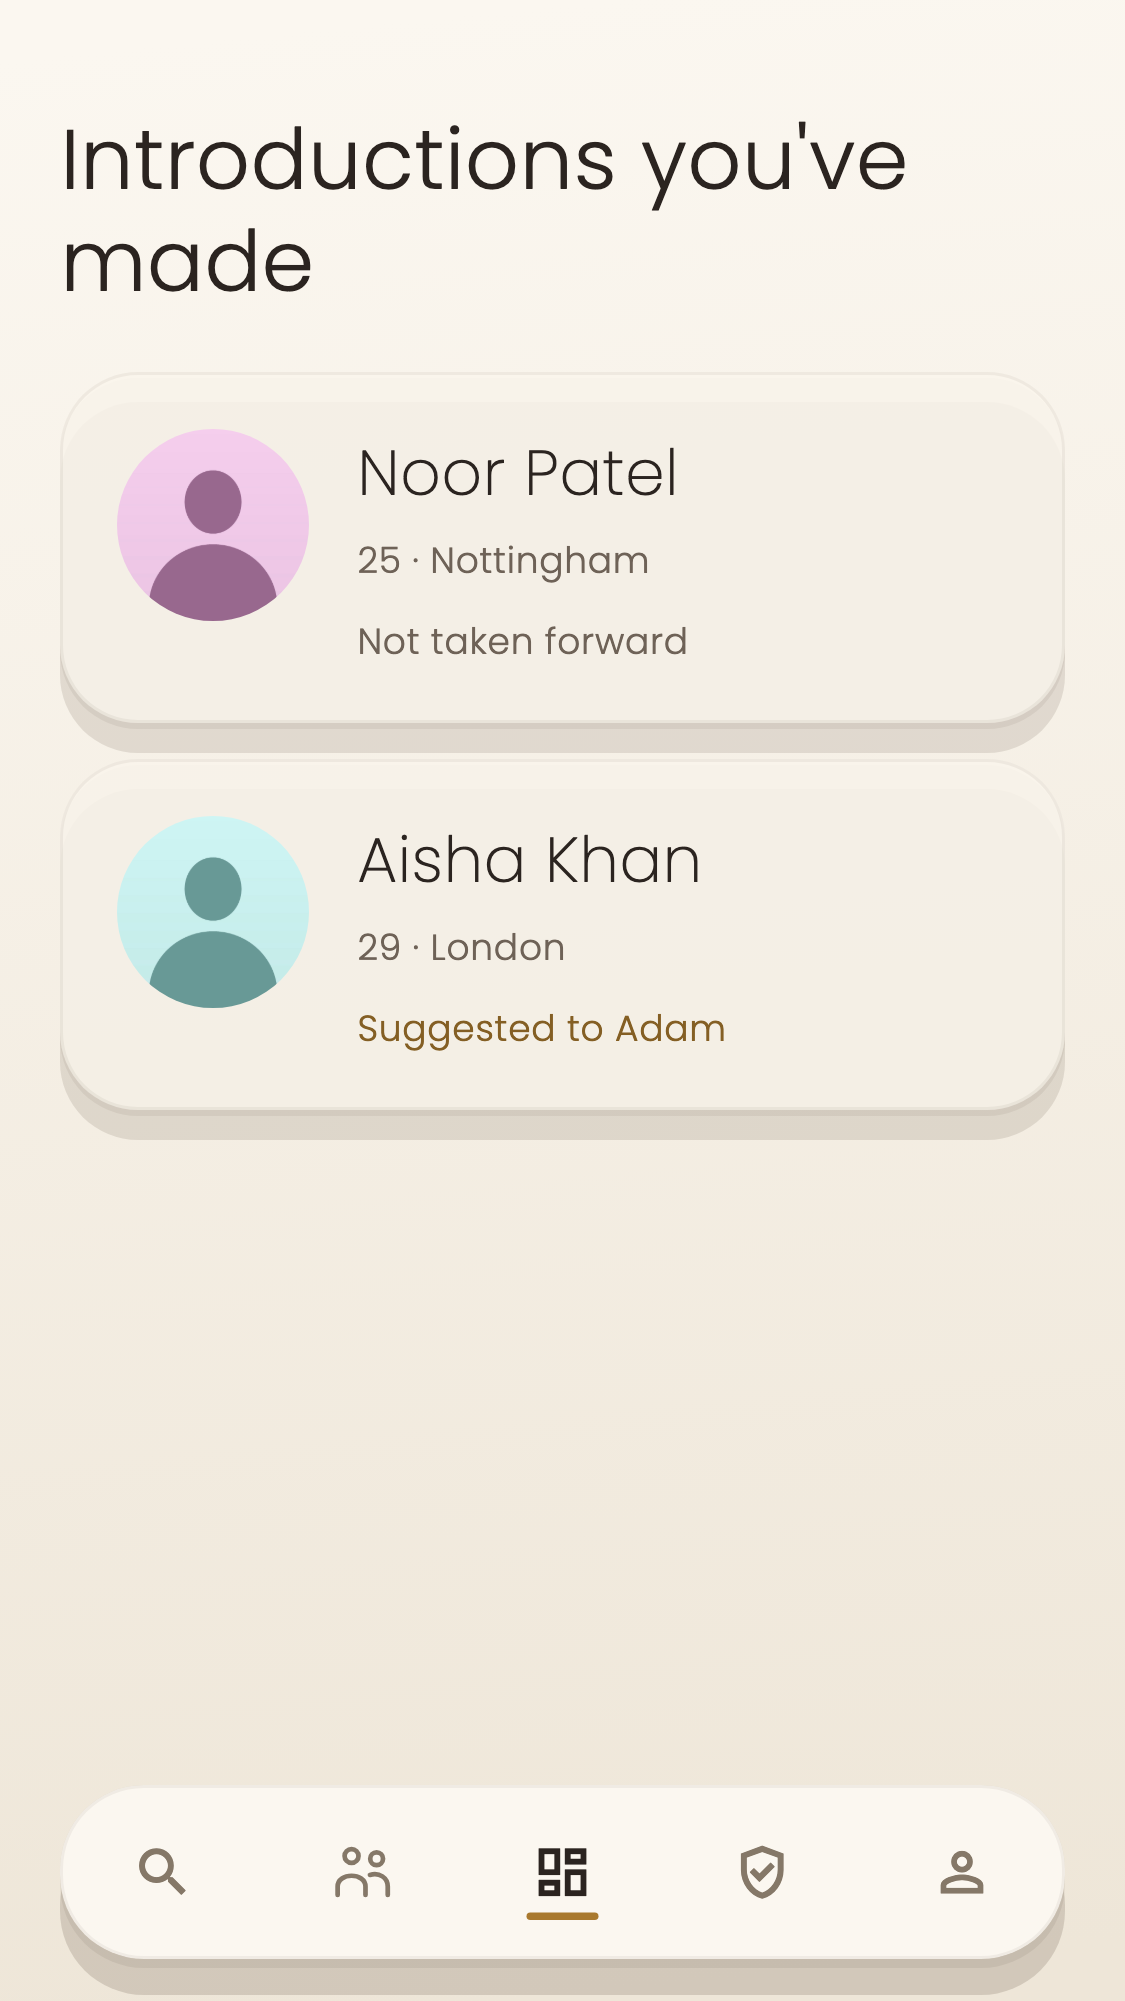 Introductions you've
made
Noor Patel
25 · Nottingham
Not taken forward
Aisha Khan
29 · London
Suggested to Adam